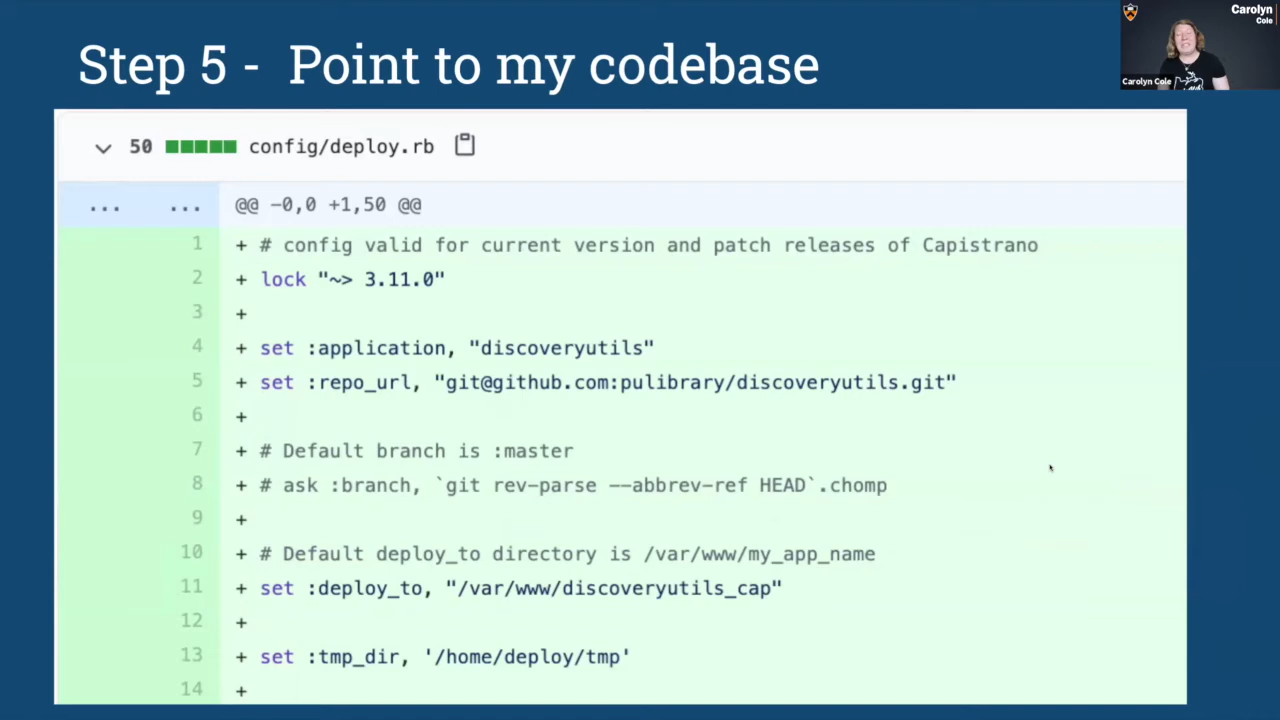 Step 5 - Point to my codebase
Carolyn
Cole
Carolyn Cole
50 config/deploy.rb
... ... @@ -0,0 +1,50 @@
1 + # config valid for current version and patch releases of Capistrano
2 + lock "~> 3.11.0"
3 +
4 + set :application, "discoveryutils"
5 + set :repo_url, "git@github.com:pulibrary/discoveryutils.git"
6 +
7 + # Default branch is :master
8 + # ask :branch, `git rev-parse --abbrev-ref HEAD`.chomp
9 +
10 + # Default deploy_to directory is /var/www/my_app_name
11 + set :deploy_to, "/var/www/discoveryutils_cap"
12 +
13 + set :tmp_dir, '/home/deploy/tmp'
14 +